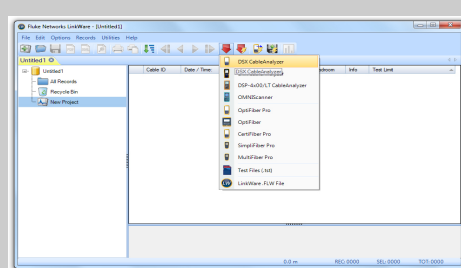 Fluke Networks LinkWare - [Untitled1]
File Edit Options Records Utilities Help
Untitled1
Untitled1
All Records
Recycle Bin
New Project
Cable ID Date / Time Headroom Info Test Limit
DSX CableAnalyzer
DSX CableAnalyzer
DSP-4x00/LT CableAnalyzer
OMNIScanner
OptiFiber Pro
OptiFiber
CertiFiber Pro
SimpliFiber Pro
MultiFiber Pro
Test Files (.tst)
LW LinkWare .FLW File
0.0 m REC: 0000 SEL: 0000 TOT: 0000